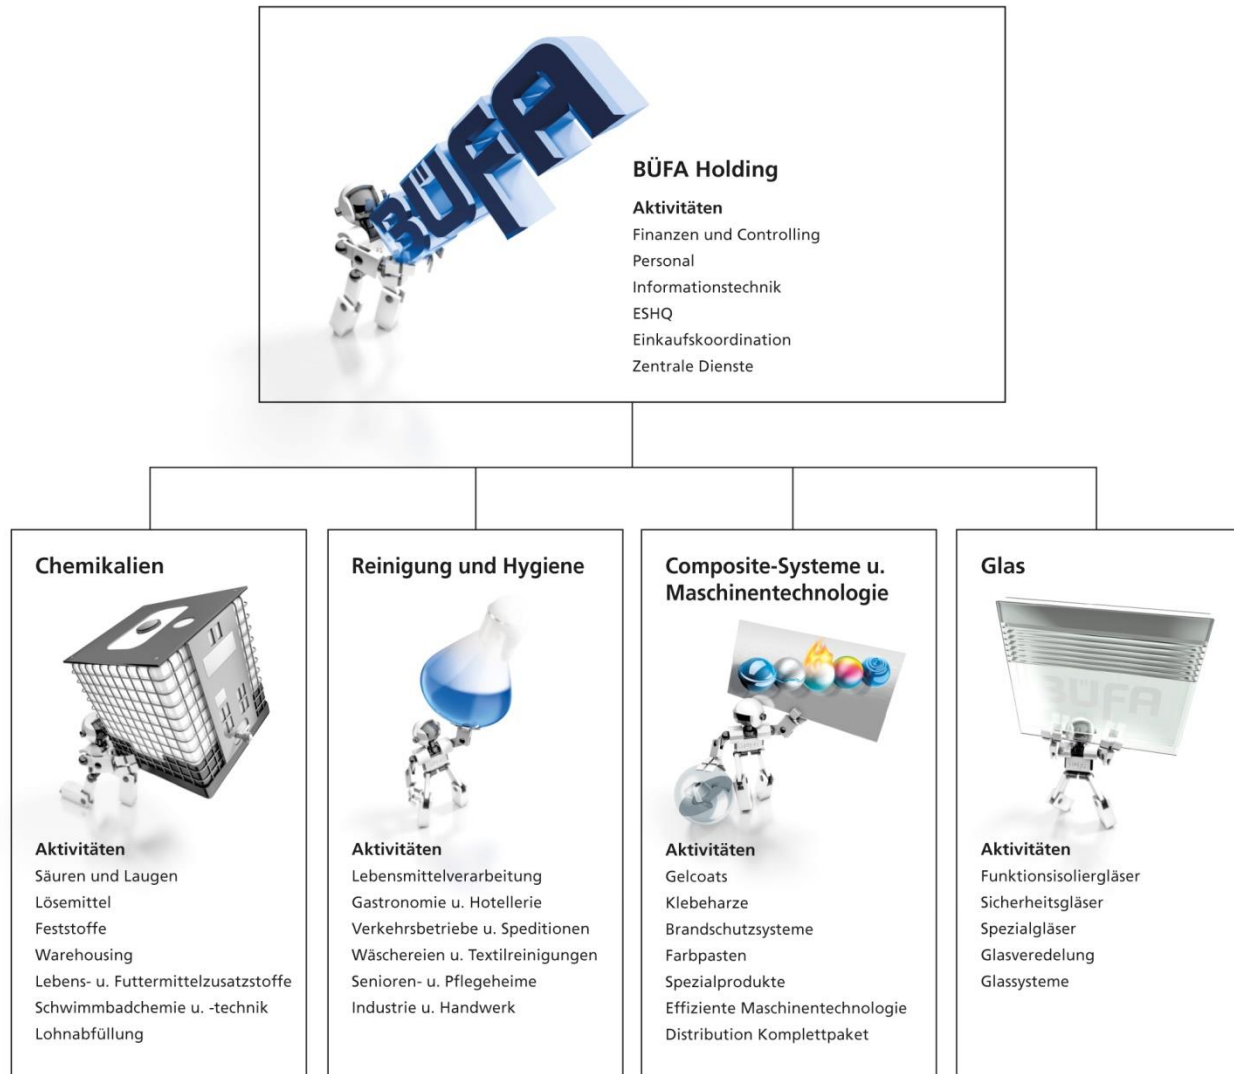 BÜFA
BÜFA Holding
Aktivitäten
Finanzen und Controlling
Personal
Informationstechnik
ESHQ
Einkaufskoordination
Zentrale Dienste
Chemikalien
Aktivitäten
Säuren und Laugen
Lösemittel
Feststoffe
Warehousing
Lebens- u. Futtermittelzusatzstoffe
Schwimmbadchemie u. -technik
Lohnabfüllung
Reinigung und Hygiene
Aktivitäten
Lebensmittelverarbeitung
Gastronomie u. Hotellerie
Verkehrsbetriebe u. Speditionen
Wäschereien u. Textilreinigungen
Senioren- u. Pflegeheime
Industrie u. Handwerk
Composite-Systeme u.
Maschinentechnologie
Aktivitäten
Gelcoats
Klebeharze
Brandschutzsysteme
Farbpasten
Spezialprodukte
Effiziente Maschinentechnologie
Distribution Komplettpaket
Glas
BÜFA
Aktivitäten
Funktionsisoliergläser
Sicherheitsgläser
Spezialgläser
Glasveredelung
Glassysteme